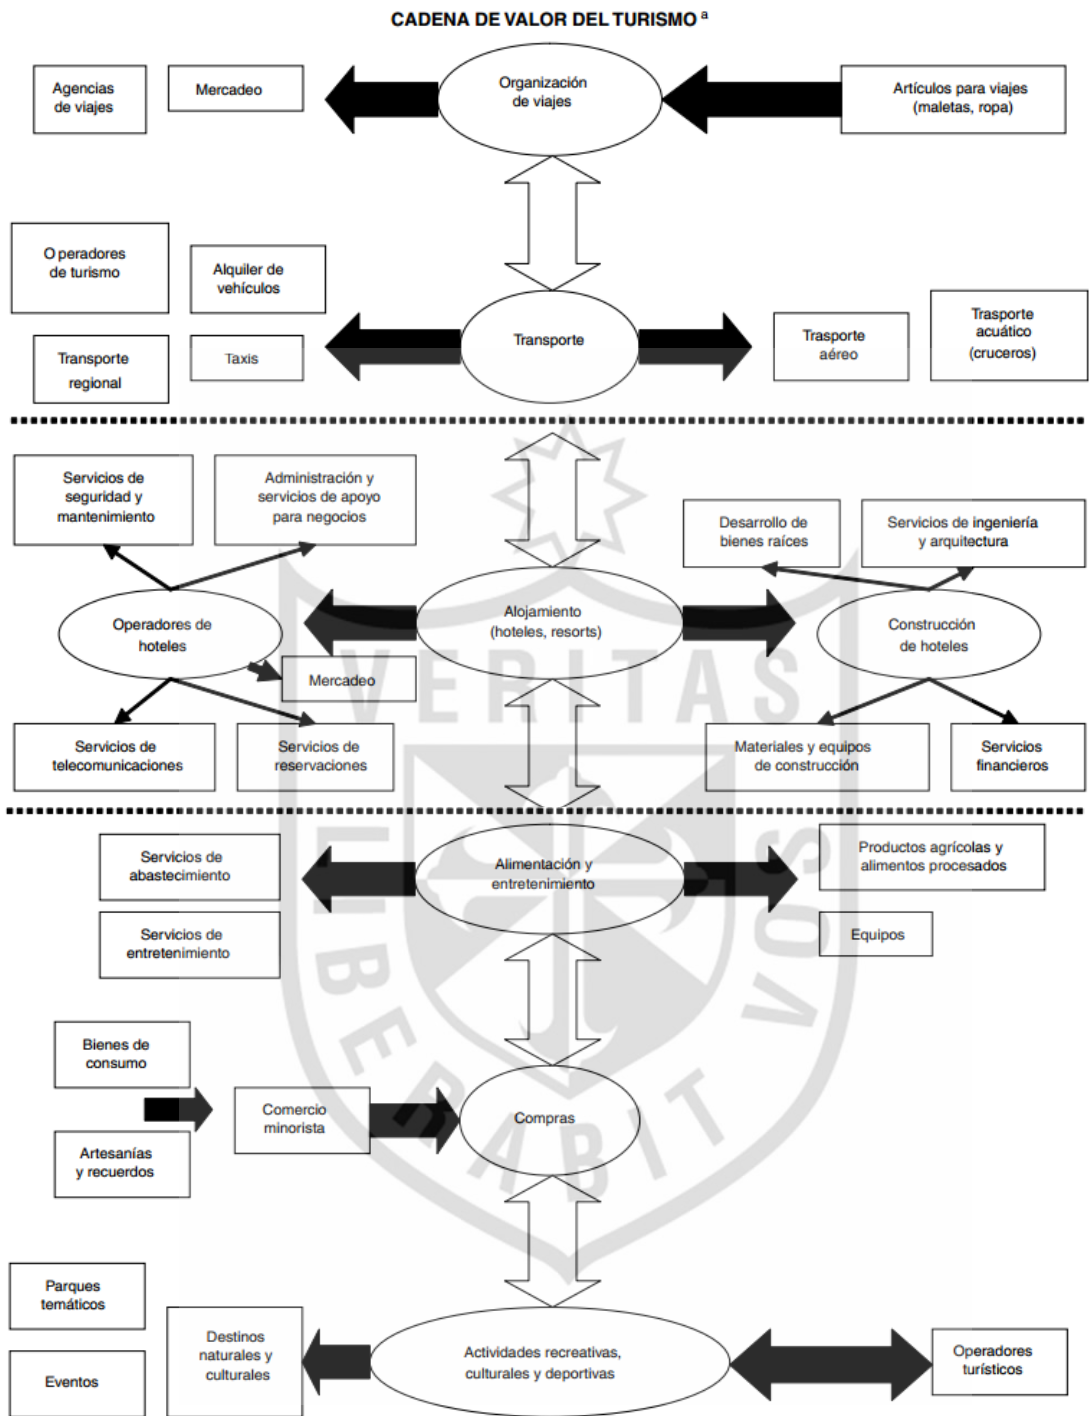 CADENA DE VALOR DEL TURISMO a
Agencias
de viajes
Mercadeo
Organización
de viajes
Artículos para viajes
(maletas, ropa)
O peradores
de turismo
Alquiler de
vehículos
Transporte
regional
Taxis
Transporte
Trasporte
aéreo
Trasporte
acuático
(cruceros)
Servicios de
seguridad y
mantenimiento
Administración y
servicios de apoyo
para negocios
Desarrollo de
bienes raíces
Servicios de ingeniería
y arquitectura
Operadores de
hoteles
Alojamiento
(hoteles, resorts)
Construcción
de hoteles
Mercadeo
Servicios de
telecomunicaciones
Servicios de
reservaciones
Materiales y equipos
de construcción
Servicios
financieros
Servicios de
abastecimiento
Alimentación y
entretenimiento
Productos agrícolas y
alimentos procesados
Servicios de
entretenimiento
Equipos
Bienes de
consumo
Comercio
minorista
Compras
Artesanías
y recuerdos
Parques
temáticos
Eventos
Destinos
naturales y
culturales
Actividades recreativas,
culturales y deportivas
Operadores
turísticos
VERITAS
LIBERABIT VOS